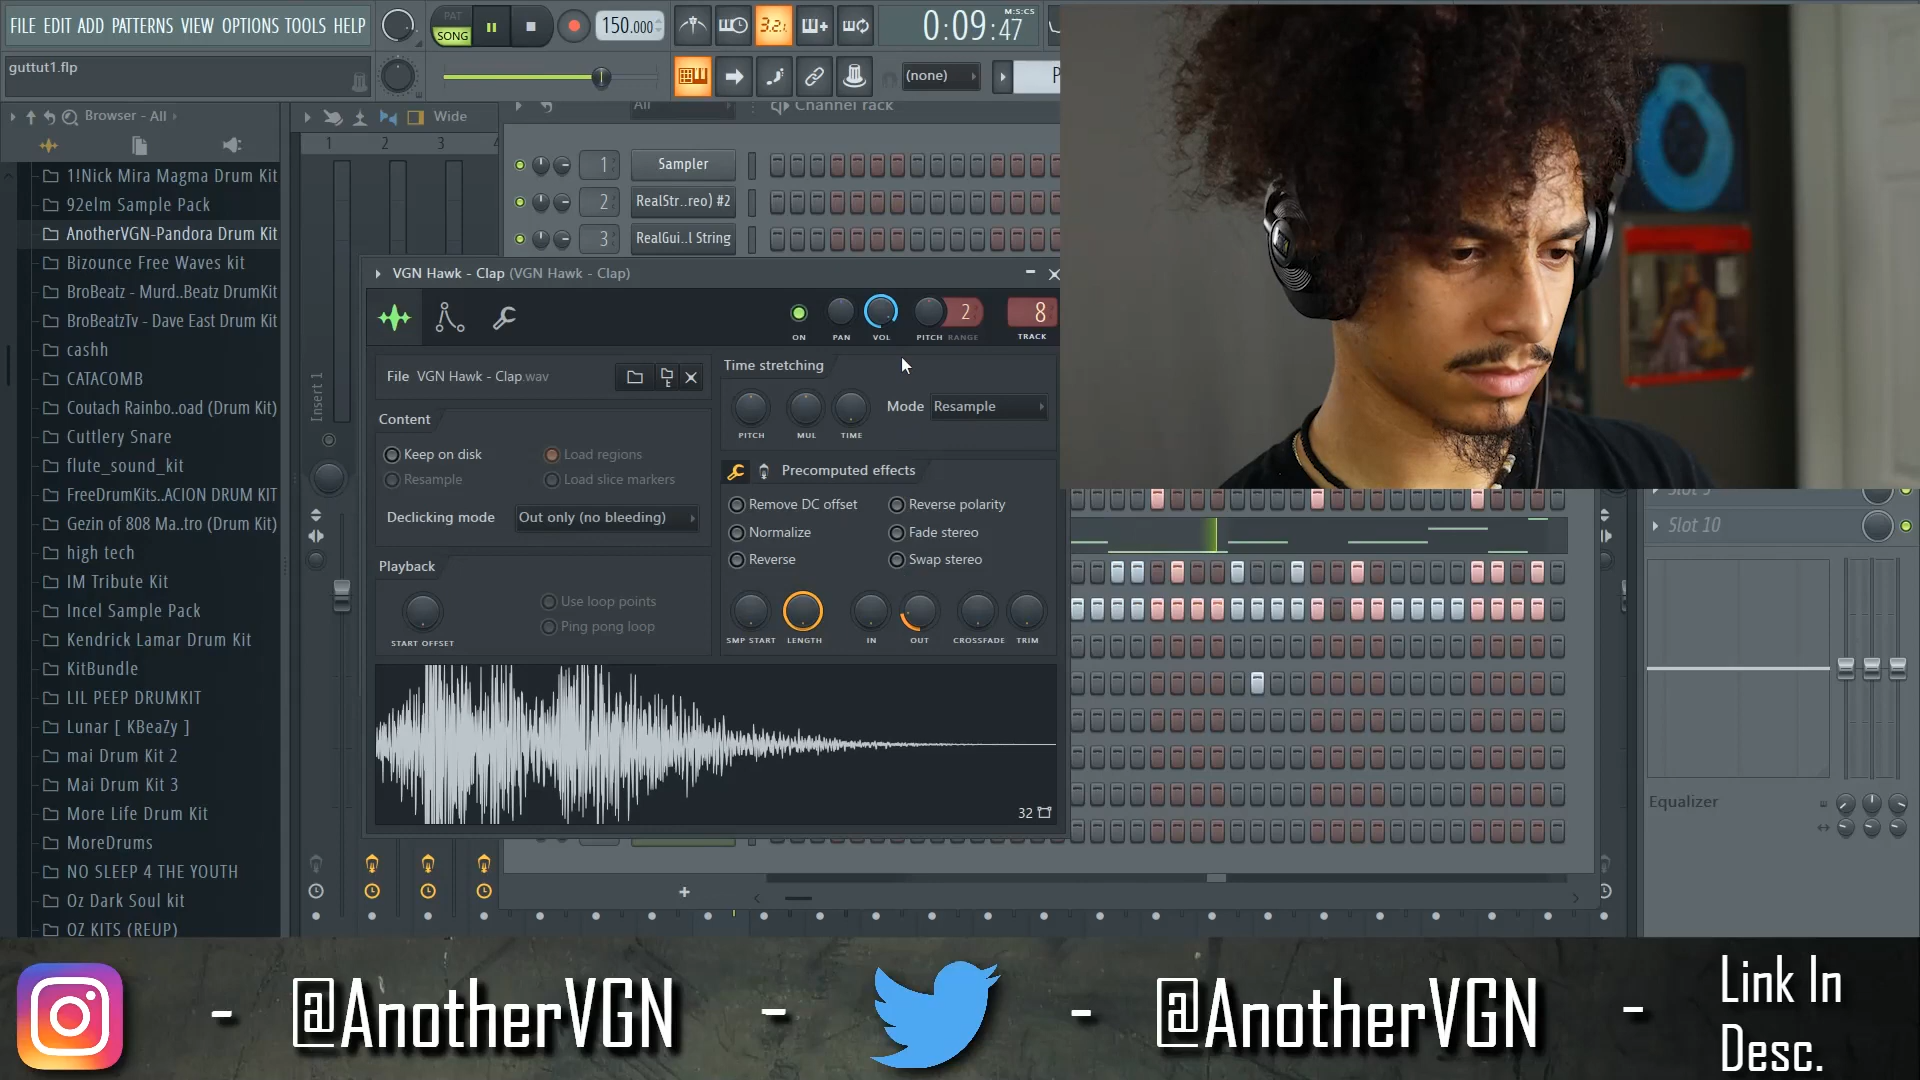 FILE EDIT ADD PATTERNS VIEW OPTIONS TOOLS HELP
PAT
SONG
150.000
3.2.
M:S:CS
0:09:47
guttut1.flp
(none)
P
Browser - All
Wide
All
Channel rack
1 2 3
1!Nick Mira Magma Drum Kit
92elm Sample Pack
AnotherVGN-Pandora Drum Kit
Bizounce Free Waves kit
BroBeatz - Murd..Beatz DrumKit
BroBeatzTv - Dave East Drum Kit
cashh
CATACOMB
Coutach Rainbo..oad (Drum Kit)
Cuttlery Snare
flute_sound_kit
FreeDrumKits..ACION DRUM KIT
Gezin of 808 Ma..tro (Drum Kit)
high tech
IM Tribute Kit
Incel Sample Pack
Kendrick Lamar Drum Kit
KitBundle
LIL PEEP DRUMKIT
Lunar [ KBeaZy ]
mai Drum Kit 2
Mai Drum Kit 3
More Life Drum Kit
MoreDrums
NO SLEEP 4 THE YOUTH
Oz Dark Soul kit
OZ KITS (REUP)
Insert 1
1 Sampler
2 RealStr..reo) #2
3 RealGui..l String
VGN Hawk - Clap (VGN Hawk - Clap)
ON PAN VOL PITCH RANGE 2 8 TRACK
File VGN Hawk - Clap.wav
Content
Keep on disk
Load regions
Resample
Load slice markers
Declicking mode Out only (no bleeding)
Playback
START OFFSET
Use loop points
Ping pong loop
Time stretching
PITCH MUL TIME
Mode Resample
Precomputed effects
Remove DC offset
Reverse polarity
Normalize
Fade stereo
Reverse
Swap stereo
SMP START LENGTH IN OUT CROSSFADE TRIM
32
Slot 10
Equalizer
- @AnotherVGN - - @AnotherVGN - Link In
Desc.